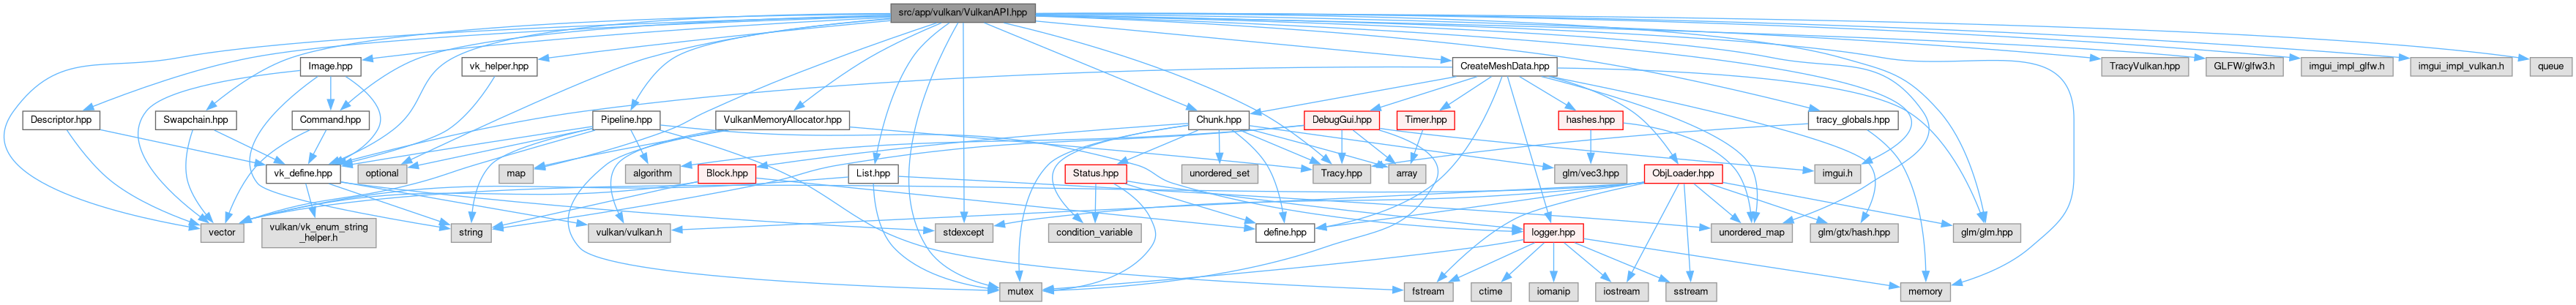 src/app/vulkan/VulkanAPI.hpp
Image.hpp
vk_helper.hpp
CreateMeshData.hpp
TracyVulkan.hpp
GLFW/glfw3.h
imgui_impl_glfw.h
imgui_impl_vulkan.h
queue
Descriptor.hpp
Swapchain.hpp
Command.hpp
Pipeline.hpp
VulkanMemoryAllocator.hpp
Chunk.hpp
DebugGui.hpp
Timer.hpp
hashes.hpp
tracy_globals.hpp
vk_define.hpp
optional
map
algorithm
Block.hpp
List.hpp
Status.hpp
unordered_set
Tracy.hpp
array
glm/vec3.hpp
ObjLoader.hpp
imgui.h
vector
vulkan/vk_enum_string
_helper.h
string
vulkan/vulkan.h
stdexcept
condition_variable
define.hpp
logger.hpp
unordered_map
glm/gtx/hash.hpp
glm/glm.hpp
mutex
fstream
ctime
iomanip
iostream
sstream
memory